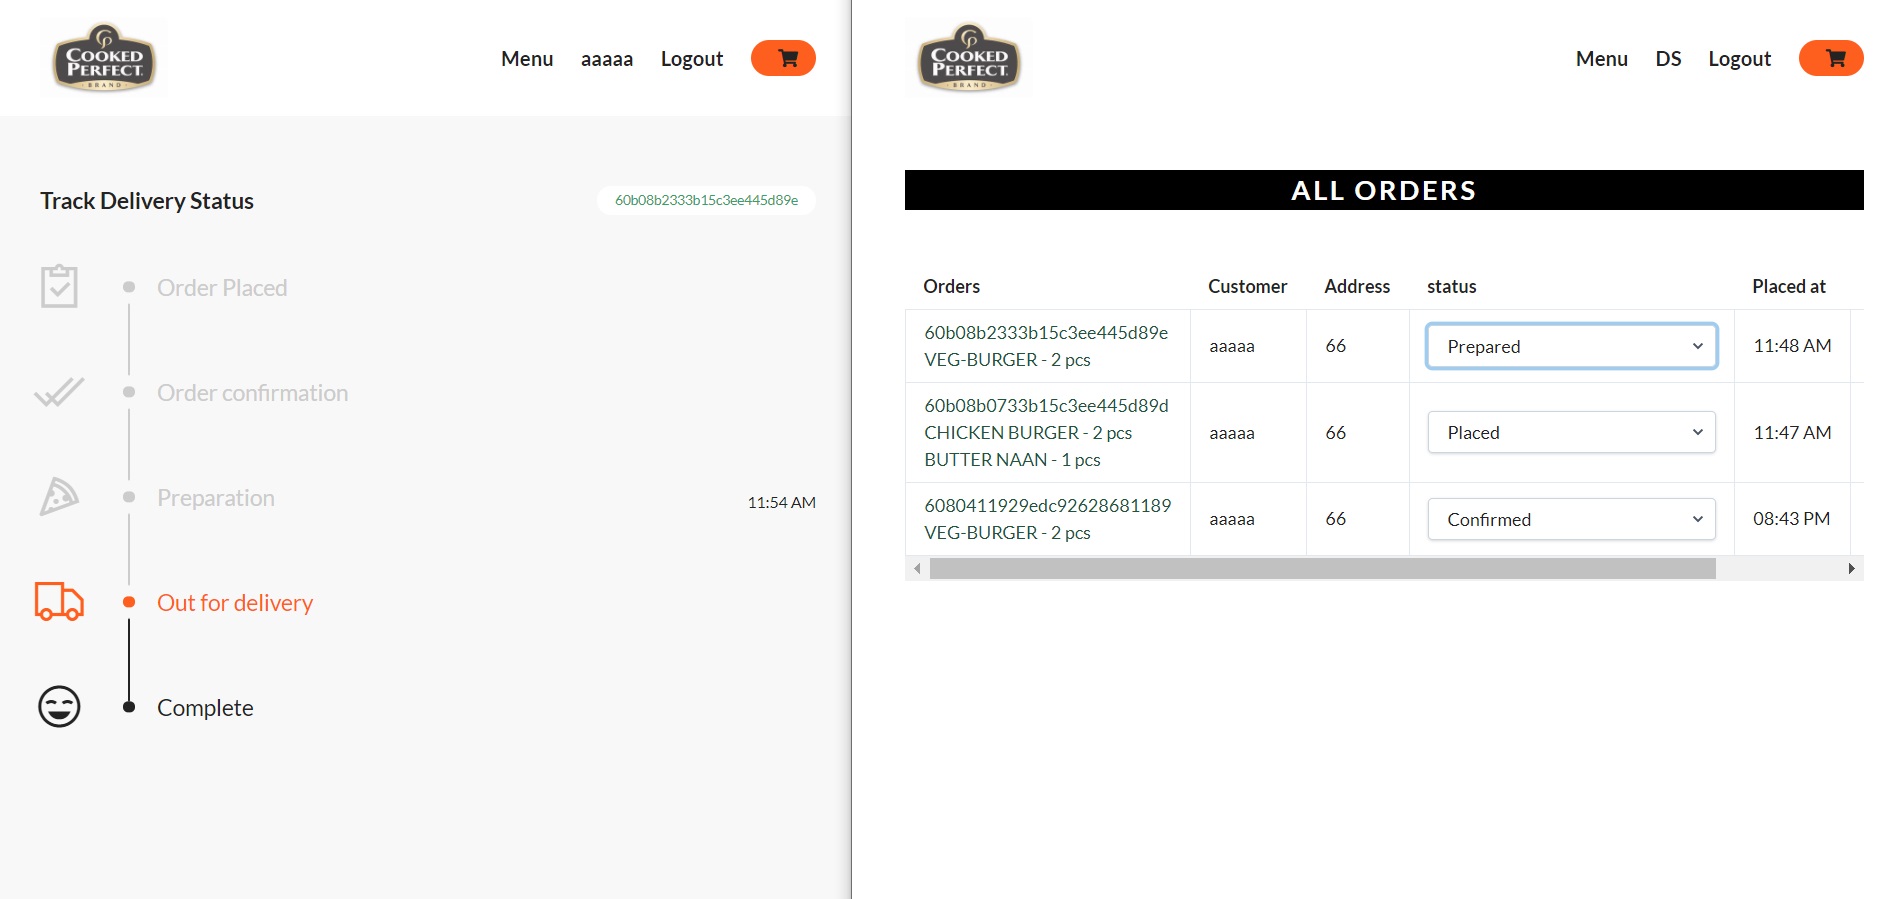 COOKED
PERFECT
BRAND
Menu aaaaa Logout
Track Delivery Status
60b08b2333b15c3ee445d89e
Order Placed
Order confirmation
Preparation
11:54 AM
Out for delivery
Complete
COOKED
PERFECT
BRAND
Menu DS Logout
ALL ORDERS
Orders Customer Address status Placed at
60b08b2333b15c3ee445d89e
VEG-BURGER - 2 pcs
aaaaa 66 Prepared 11:48 AM
60b08b0733b15c3ee445d89d
CHICKEN BURGER - 2 pcs
BUTTER NAAN - 1 pcs
aaaaa 66 Placed 11:47 AM
6080411929edc92628681189
VEG-BURGER - 2 pcs
aaaaa 66 Confirmed 08:43 PM